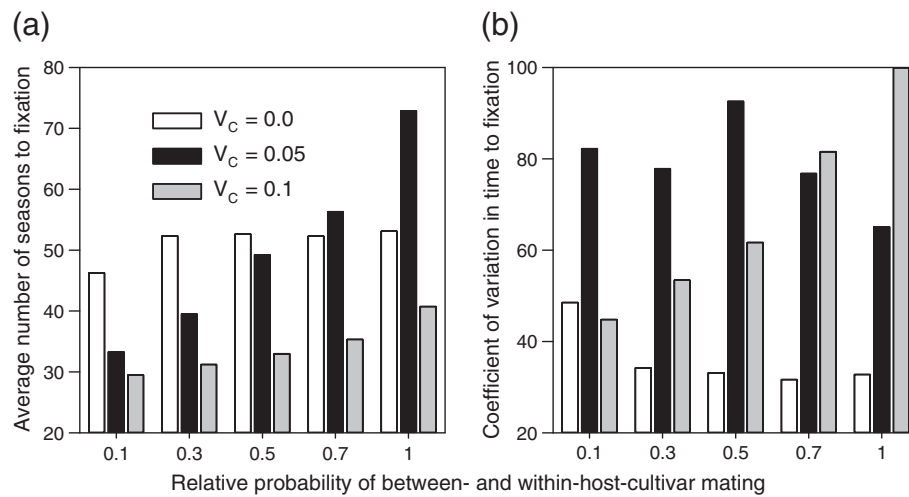 (a)
Average number of seasons to fixation
80
70
60
50
40
30
20
V_C = 0.0
V_C = 0.05
V_C = 0.1
0.1 0.3 0.5 0.7 1
(b)
Coefficient of variation in time to fixation
100
80
60
40
20
0.1 0.3 0.5 0.7 1
Relative probability of between- and within-host-cultivar mating